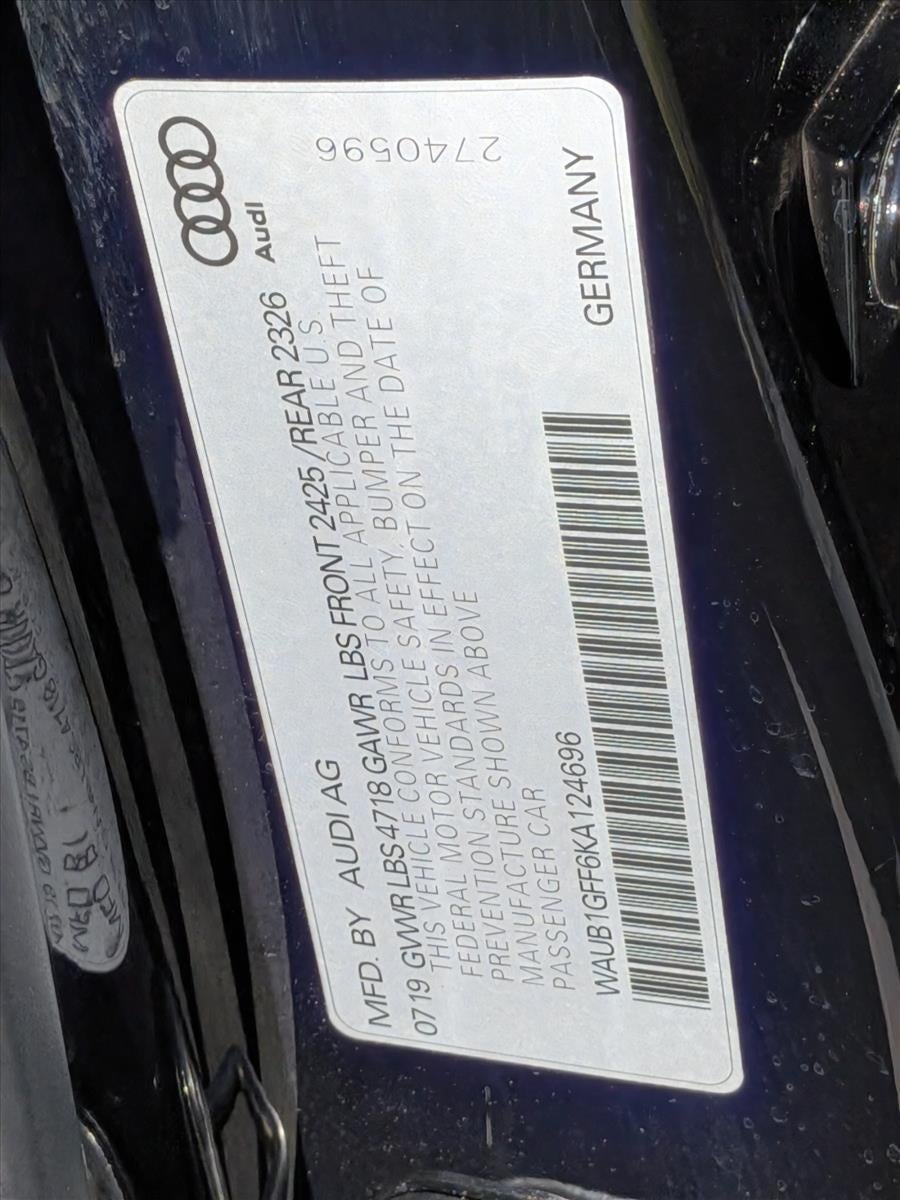 Audi
MFD. BY AUDI AG
0719 GVWR LBS 4718 GAWR LBS FRONT 2425 /REAR 2326
THIS VEHICLE CONFORMS TO ALL APPLICABLE U.S.
FEDERAL MOTOR VEHICLE SAFETY, BUMPER AND THEFT
PREVENTION STANDARDS IN EFFECT ON THE DATE OF
MANUFACTURE SHOWN ABOVE
PASSENGER CAR
WAUB1GFF6KA124696
GERMANY
2740596